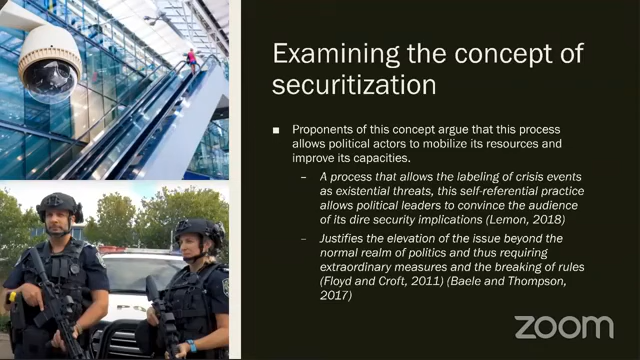 Examining the concept of
securitization
Proponents of this concept argue that this process
allows political actors to mobilize its resources and
improve its capacities.
– A process that allows the labeling of crisis events
as existential threats, this self-referential practice
allows political leaders to convince the audience
of its dire security implications (Lemon, 2018)
– Justifies the elevation of the issue beyond the
normal realm of politics and thus requiring
extraordinary measures and the breaking of rules
(Floyd and Croft, 2011) (Baele and Thompson,
2017)
zoom